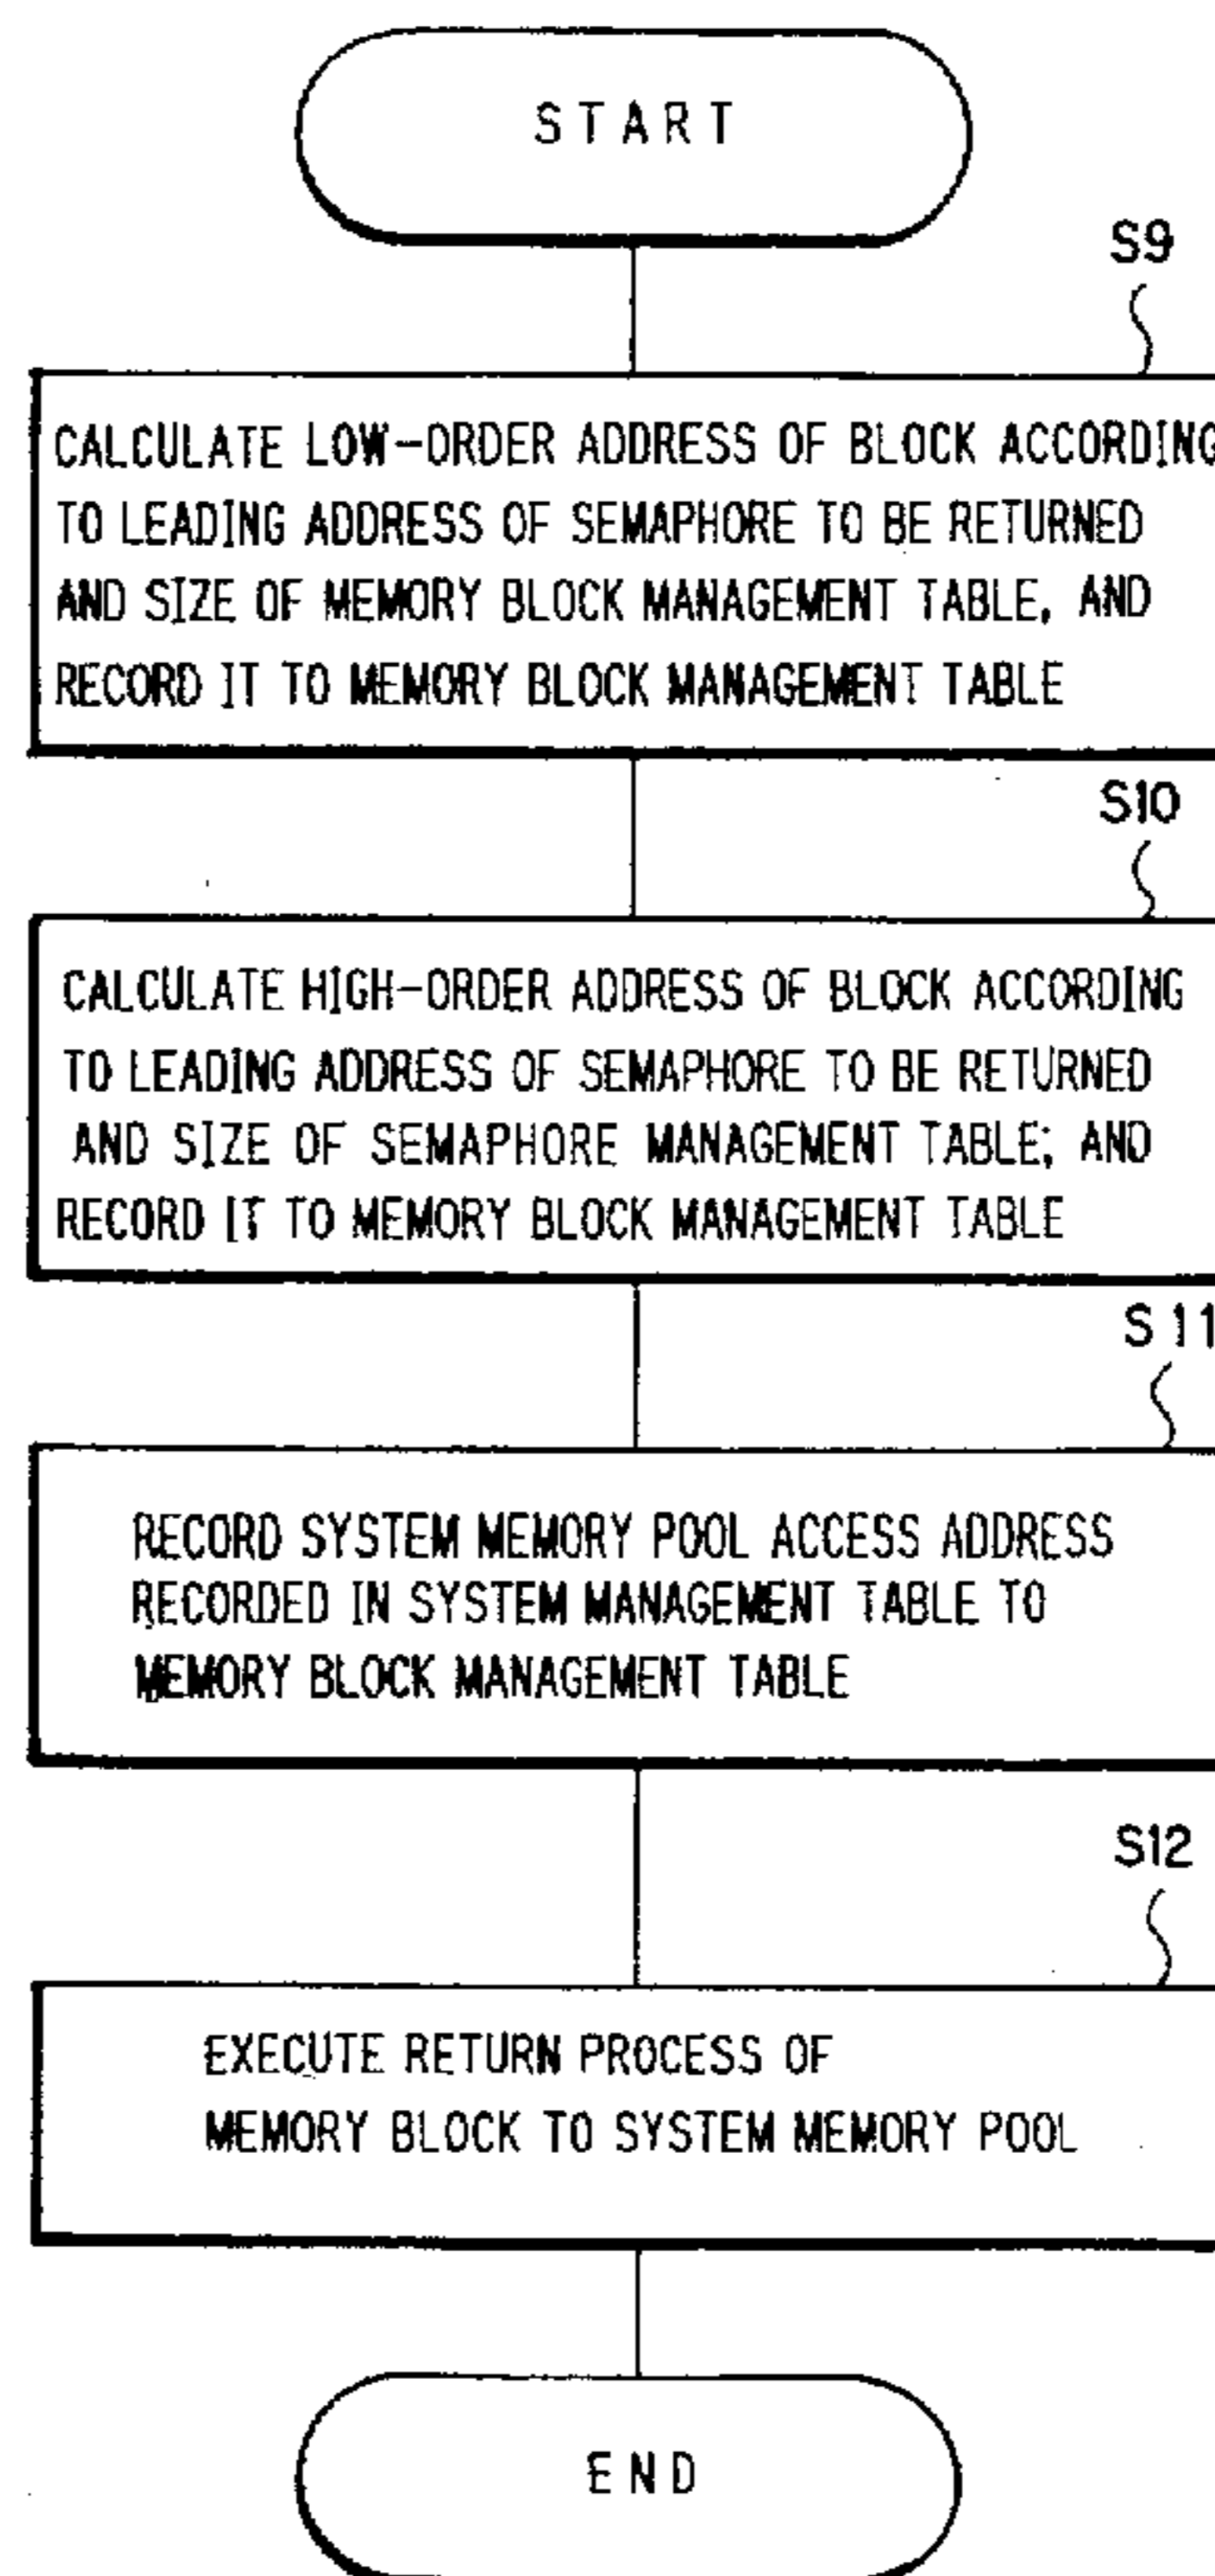 START
S9
CALCULATE LOW-ORDER ADDRESS OF BLOCK ACCORDING
TO LEADING ADDRESS OF SEMAPHORE TO BE RETURNED
AND SIZE OF MEMORY BLOCK MANAGEMENT TABLE, AND
RECORD IT TO MEMORY BLOCK MANAGEMENT TABLE
S10
CALCULATE HIGH-ORDER ADDRESS OF BLOCK ACCORDING
TO LEADING ADDRESS OF SEMAPHORE TO BE RETURNED
AND SIZE OF SEMAPHORE MANAGEMENT TABLE; AND
RECORD IT TO MEMORY BLOCK MANAGEMENT TABLE
S11
RECORD SYSTEM MEMORY POOL ACCESS ADDRESS
RECORDED IN SYSTEM MANAGEMENT TABLE TO
MEMORY BLOCK MANAGEMENT TABLE
S12
EXECUTE RETURN PROCESS OF
MEMORY BLOCK TO SYSTEM MEMORY POOL
END